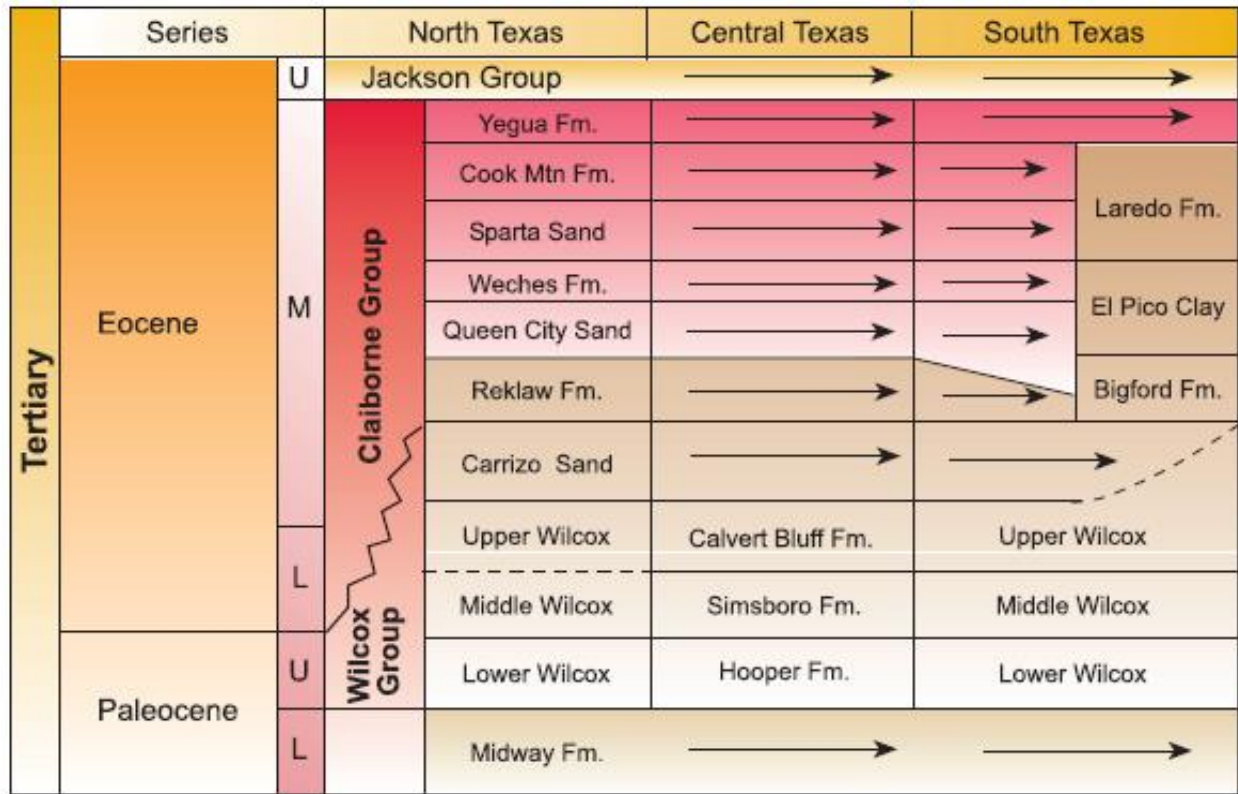 Series North Texas Central Texas South Texas
Tertiary
Eocene
Paleocene
U
M
L
U
L
Jackson Group
Claiborne Group
Wilcox
Group
Yegua Fm.
Cook Mtn Fm.
Sparta Sand
Laredo Fm.
Weches Fm.
Queen City Sand
El Pico Clay
Reklaw Fm.
Bigford Fm.
Carrizo Sand
Upper Wilcox Calvert Bluff Fm. Upper Wilcox
Middle Wilcox Simsboro Fm. Middle Wilcox
Lower Wilcox Hooper Fm. Lower Wilcox
Midway Fm.